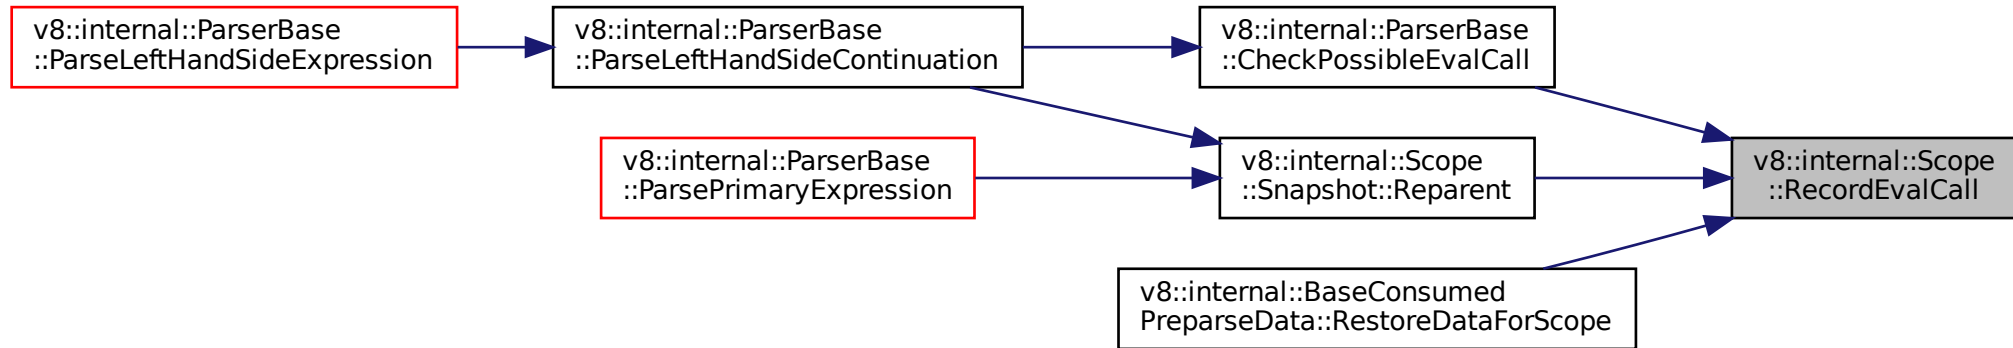 v8::internal::ParserBase
::ParseLeftHandSideExpression
v8::internal::ParserBase
::ParseLeftHandSideContinuation
v8::internal::ParserBase
::CheckPossibleEvalCall
v8::internal::ParserBase
::ParsePrimaryExpression
v8::internal::Scope
::Snapshot::Reparent
v8::internal::Scope
::RecordEvalCall
v8::internal::BaseConsumed
PreparseData::RestoreDataForScope